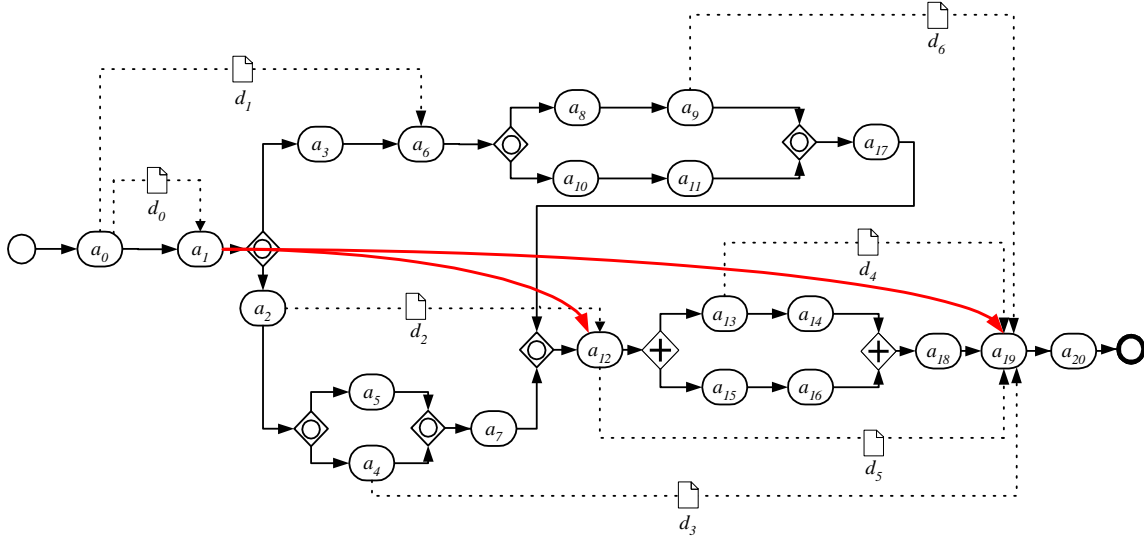 d₆
d₁
a₈
a₉
a₃
a₆
a₁₇
a₁₀
a₁₁
d₀
a₀
a₁
d₄
a₂
d₂
a₁₃
a₁₄
a₁₂
a₁₈
a₁₉
a₂₀
a₅
a₁₅
a₁₆
a₇
a₄
d₅
d₃